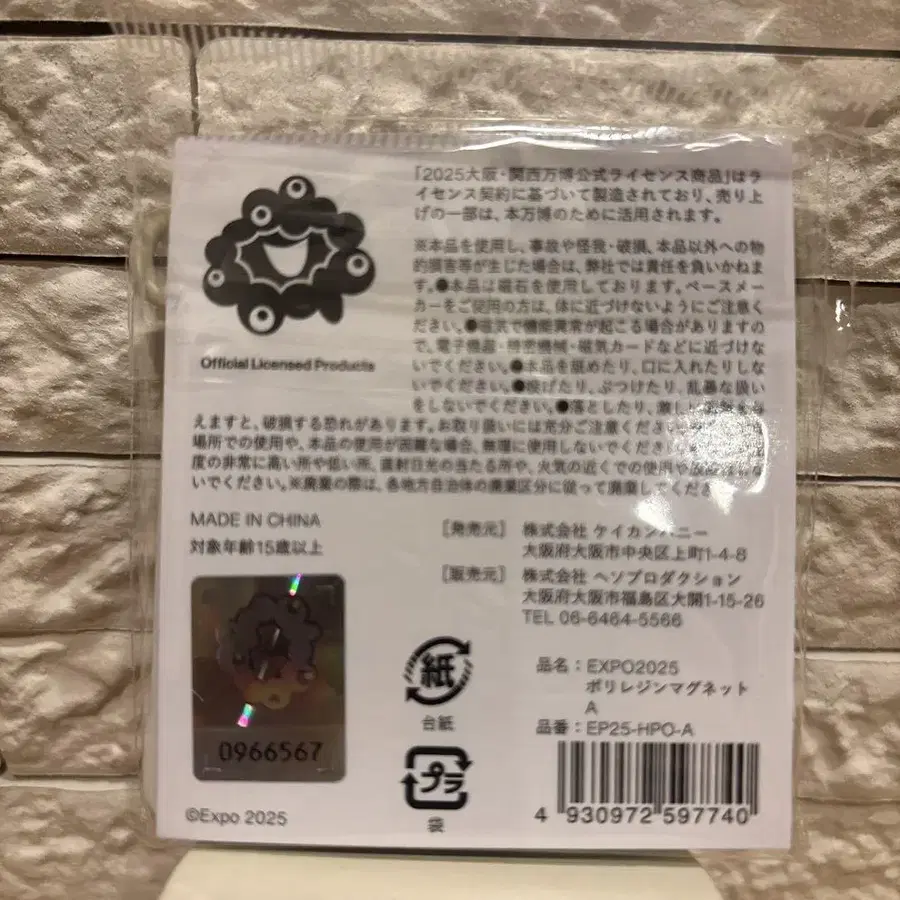 「2025大阪・関西万博公式ライセンス商品」はラ
イセンス契約に基づいて製造されており、売り上
げの一部は、本万博のために活用されます。
※本品を使用し、事故や怪我・破損、本品以外への物
的損害等が生じた場合は、弊社では責任を負いかねま
す。●本品は磁石を使用しております。ペースメー
カーをご使用の方は、体に近づけないようにご注意く
ださい。●磁気で機能異常が起こる場合がありますの
で、電子機器・精密機械・磁気カードなどに近づけな
いでください。●本品を舐めたり、口に入れたりしな
いでください。●投げたり、ぶつけたり、乱暴な扱い
をしないでください。●落としたり、激しい
Official Licensed Products
えますと、破損する恐れがあります。お取り扱いには充分ご注意ください
場所での使用や、本品の使用が困難な場合、無理に使用しないでください
度の非常に高い所や低い所、直射日光の当たる所や、火気の近くでの使用や
いでください。※廃棄の際は、各地方自治体の廃棄区分に従って廃棄してくださ
MADE IN CHINA
対象年齢15歳以上
[発売元] 株式会社 ケイカンパニー
大阪府大阪市中央区上町1-4-8
[販売元] 株式会社 ヘソプロダクション
大阪府大阪市福島区大開1-15-26
TEL 06-6464-5566
紙
台紙
プラ
袋
品名：EXPO2025
ポリレジンマグネット
A
品番：EP25-HPO-A
4 930972 597740
0966567
©Expo 2025